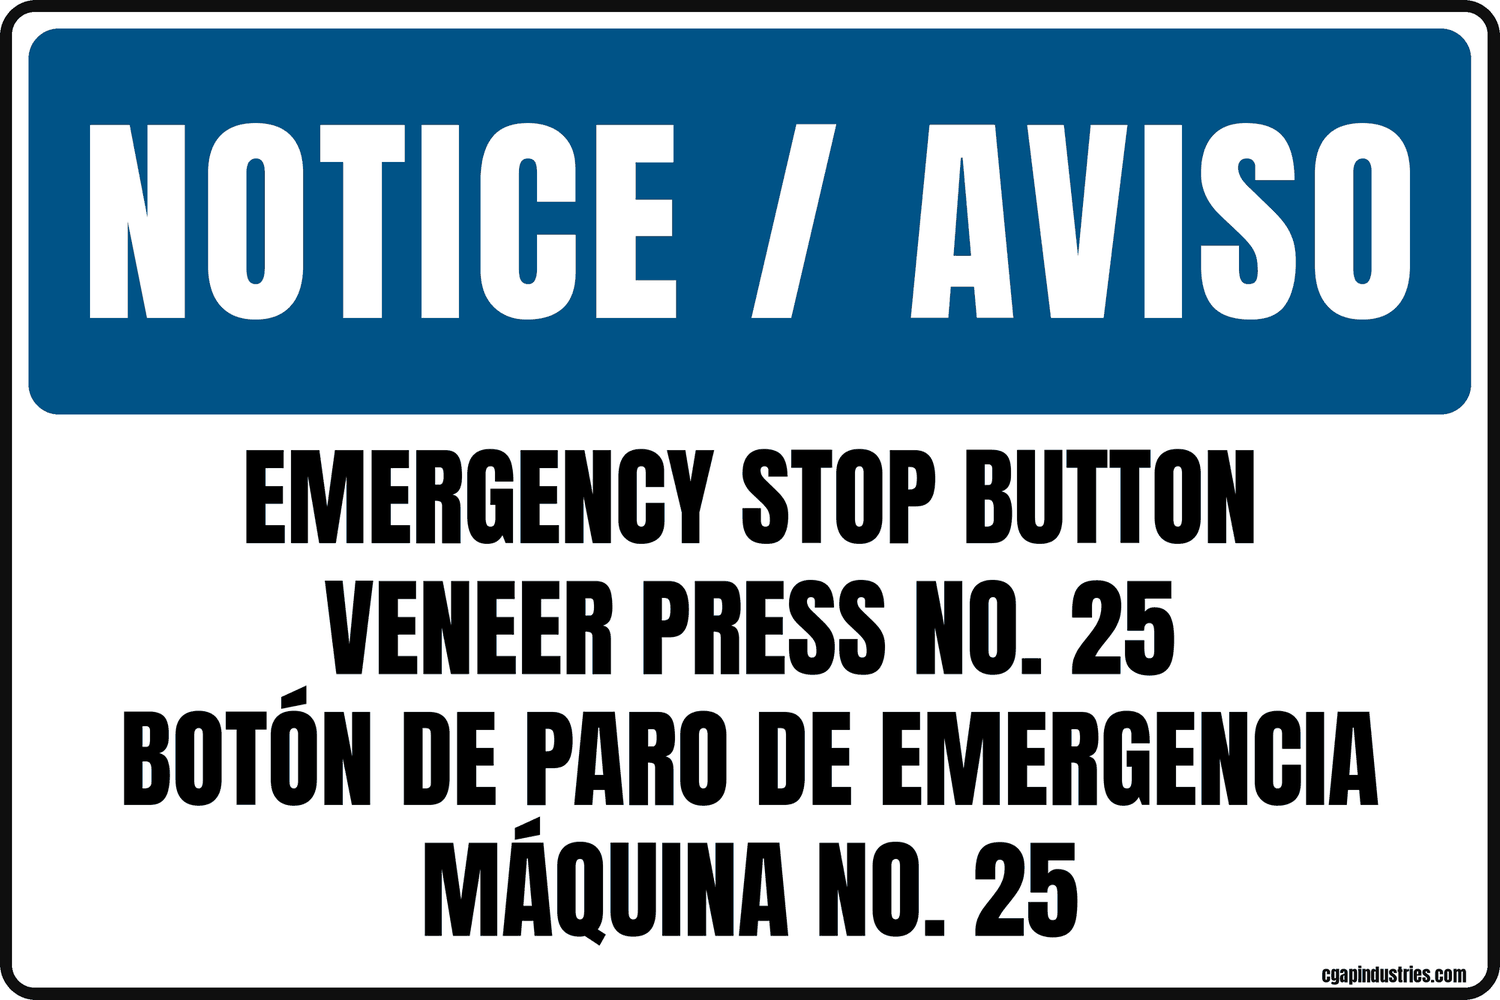 NOTICE / AVISO
EMERGENCY STOP BUTTON
VENEER PRESS NO. 25
BOTÓN DE PARO DE EMERGENCIA
MÁQUINA NO. 25
cgapindustries.com